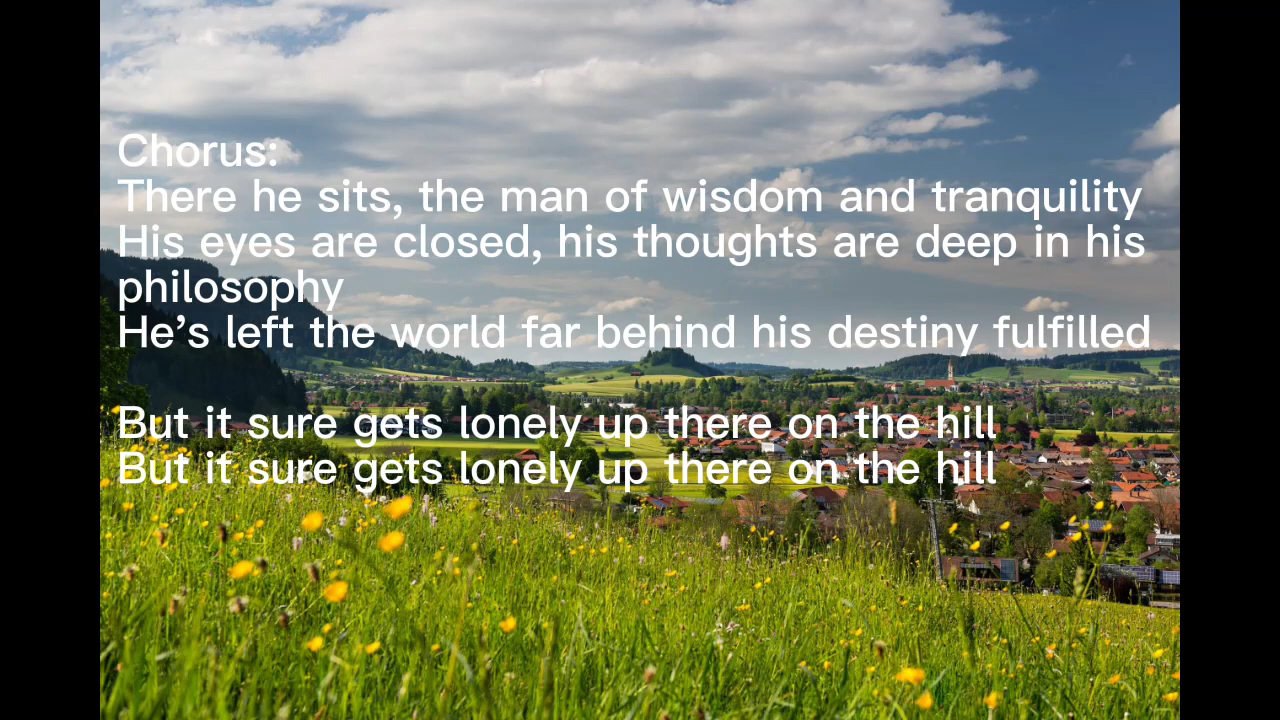 Chorus:
There he sits, the man of wisdom and tranquility
His eyes are closed, his thoughts are deep in his
philosophy
He’s left the world far behind his destiny fulfilled
But it sure gets lonely up there on the hill
But it sure gets lonely up there on the hill